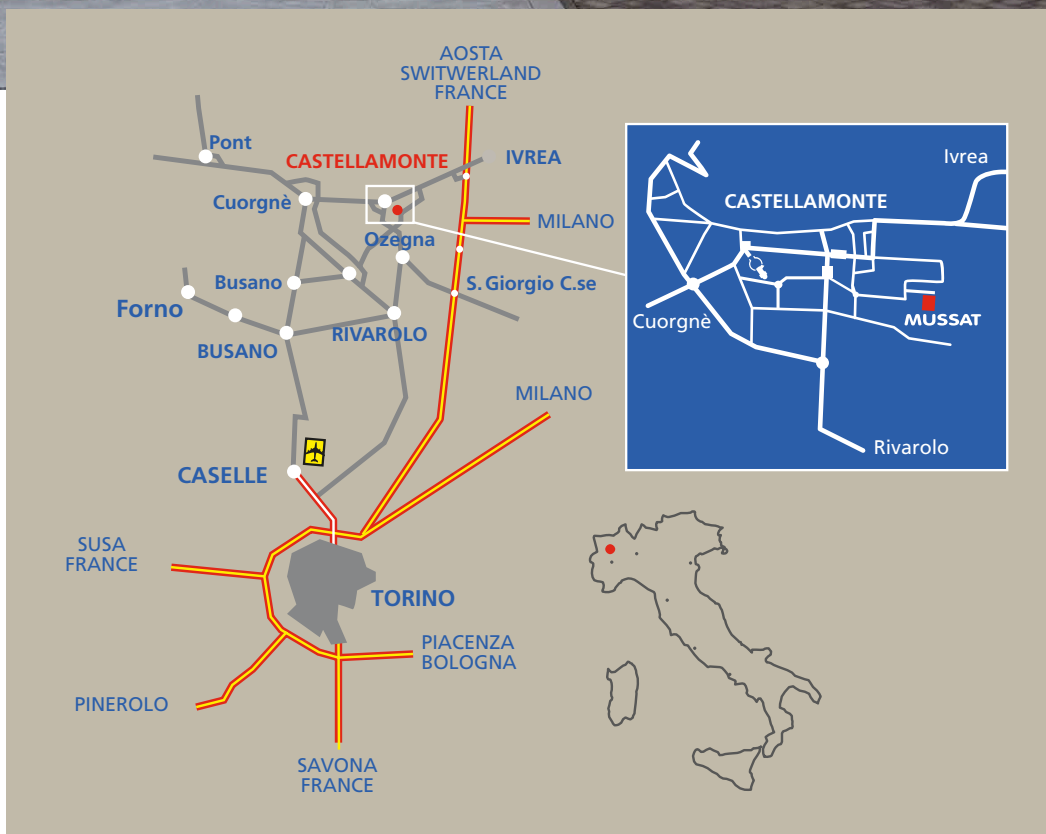 AOSTA
SWITWERLAND
FRANCE
Pont
CASTELLAMONTE
IVREA
Cuorgnè
MILANO
Ozegna
Busano
S. Giorgio C.se
Forno
RIVAROLO
BUSANO
MILANO
CASELLE
SUSA
FRANCE
TORINO
PIACENZA
BOLOGNA
PINEROLO
SAVONA
FRANCE
Ivrea
CASTELLAMONTE
Cuorgnè
MUSSAT
Rivarolo